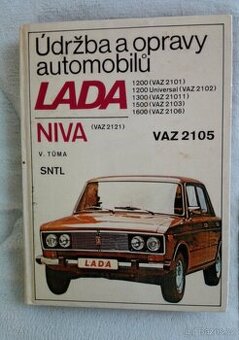 Údržba a opravy
automobilů
LADA
1200 (VAZ 2101)
1200 Universal (VAZ 2102)
1300 (VAZ 21011)
1500 (VAZ 2103)
1600 (VAZ 2106)
NIVA (VAZ 2121)
VAZ 2105
V. TŮMA
SNTL
LADA